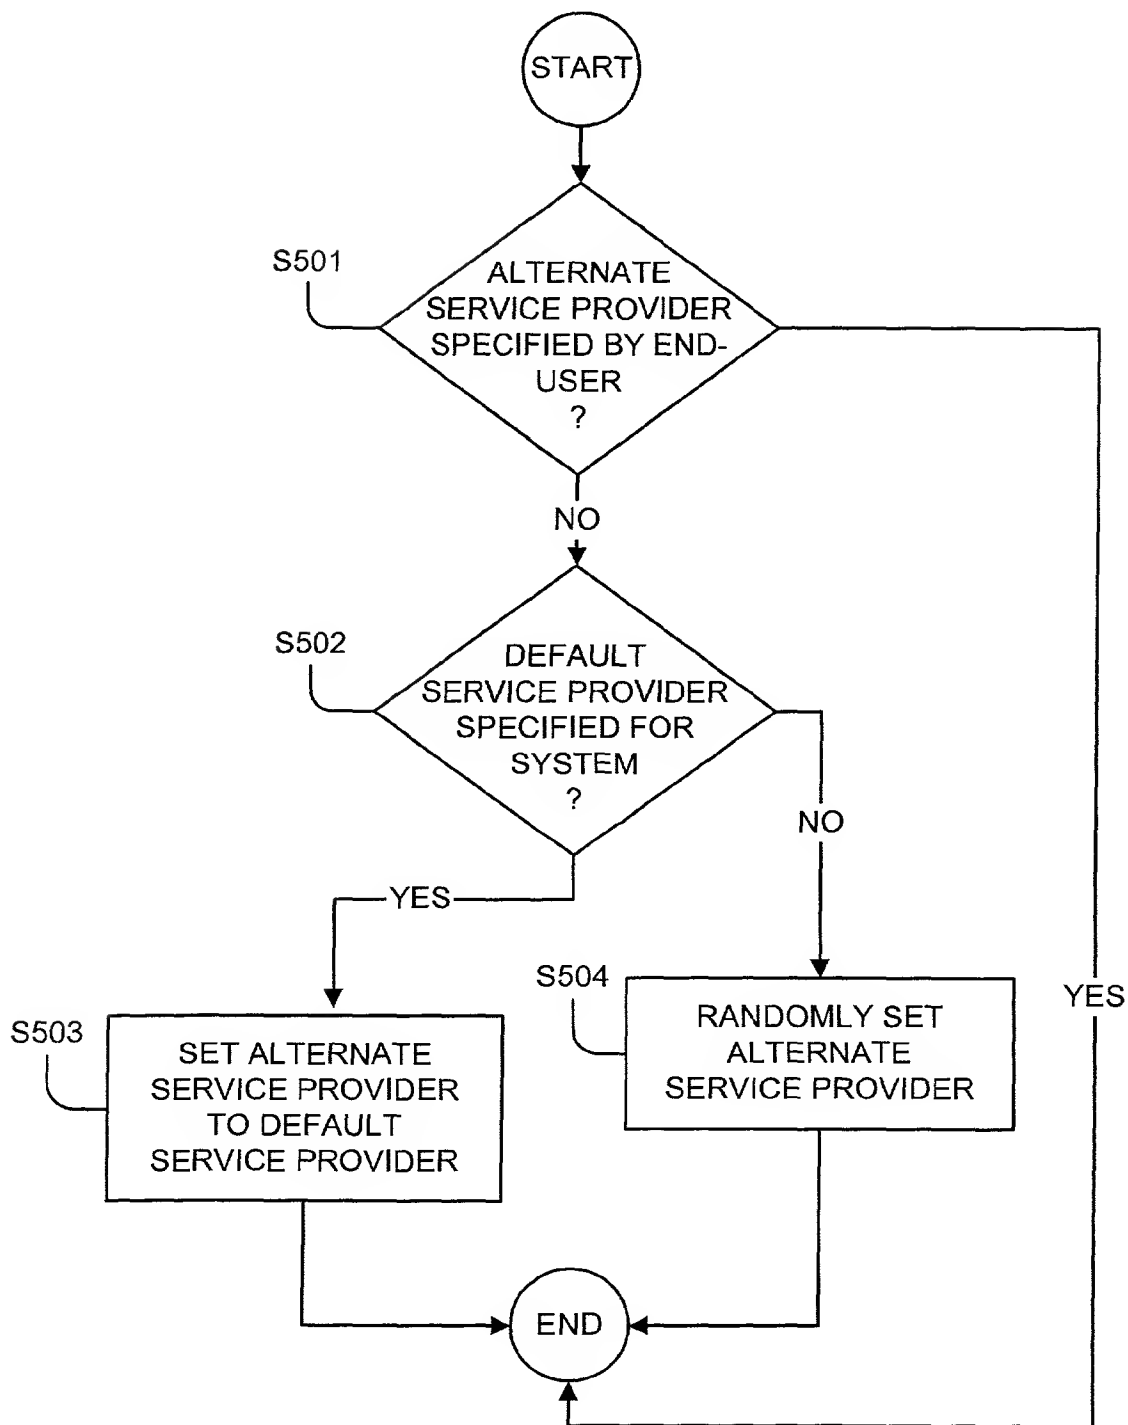 START
S501
ALTERNATE
SERVICE PROVIDER
SPECIFIED BY END-
USER
?
NO
S502
DEFAULT
SERVICE PROVIDER
SPECIFIED FOR
SYSTEM
?
NO
YES
S504
RANDOMLY SET
ALTERNATE
SERVICE PROVIDER
YES
S503
SET ALTERNATE
SERVICE PROVIDER
TO DEFAULT
SERVICE PROVIDER
END